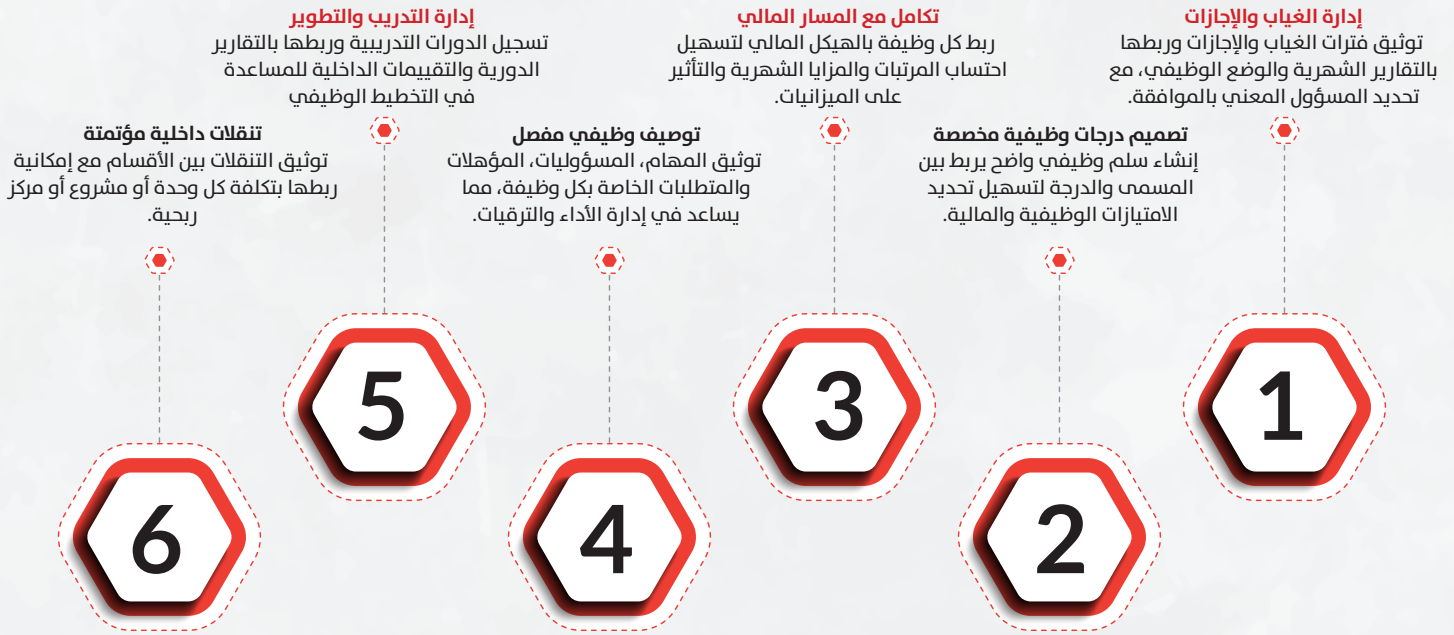 إدارة الغياب والإجازات
توثيق فترات الغياب والإجازات وربطها
بالتقارير الشهرية والوضع الوظيفي، مع
تحديد المسؤول المعني بالموافقة.
1
تصميم درجات وظيفية مخصصة
إنشاء سلم وظيفي واضح يربط بين
المسمى والدرجة لتسهيل تحديد
الامتيازات الوظيفية والمالية.
2
تكامل مع المسار المالي
ربط كل وظيفة بالهيكل المالي لتسهيل
احتساب المرتبات والمزايا الشهرية والتأثير
على الميزانيات.
3
توصيف وظيفي مفصل
توثيق المهام، المسؤوليات، المؤهلات
والمتطلبات الخاصة بكل وظيفة، مما
يساعد في إدارة الأداء والترقيات.
4
إدارة التدريب والتطوير
تسجيل الدورات التدريبية وربطها بالتقارير
الدورية والتقييمات الداخلية للمساعدة
في التخطيط الوظيفي
5
تنقلات داخلية مؤتمتة
توثيق التنقلات بين الأقسام مع إمكانية
ربطها بتكلفة كل وحدة أو مشروع أو مركز
ربحية.
6